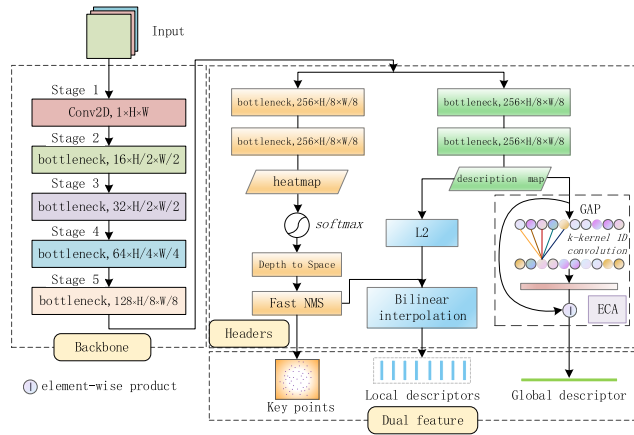 Input
Stage 1
Conv2D,1×H×W
Stage 2
bottleneck,16×H/2×W/2
Stage 3
bottleneck,32×H/2×W/2
Stage 4
bottleneck,64×H/4×W/4
Stage 5
bottleneck,128×H/8×W/8
Backbone
element-wise product
bottleneck,256×H/8×W/8
bottleneck,256×H/8×W/8
heatmap
softmax
Depth to Space
Fast NMS
Headers
bottleneck,256×H/8×W/8
bottleneck,256×H/8×W/8
description map
L2
Bilinear
interpolation
GAP
k-kernel 1D
convolution
ECA
Key points
Local descriptors
Global descriptor
Dual feature